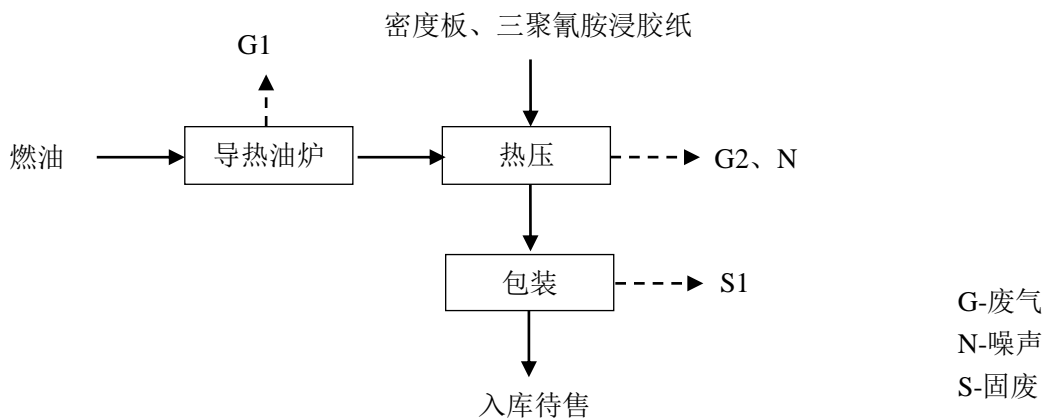 密度板、三聚氰胺浸胶纸
G1
燃油
导热油炉
热压
G2、N
包装
S1
G-废气
N-噪声
S-固废
入库待售